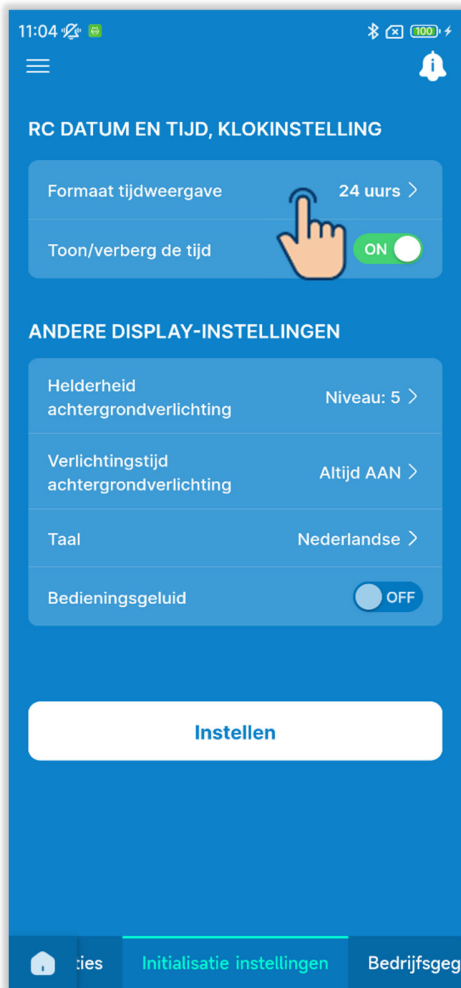 11:04
100
RC DATUM EN TIJD, KLOKINSTELLING
Formaat tijdweergave 24 uurs
Toon/verberg de tijd ON
ANDERE DISPLAY-INSTELLINGEN
Helderheid
achtergrondverlichting
Niveau: 5
Verlichtingstijd
achtergrondverlichting
Altijd AAN
Taal Nederlandse
Bedieningsgeluid OFF
Instellen
ties Initialisatie instellingen Bedrijfsgeg